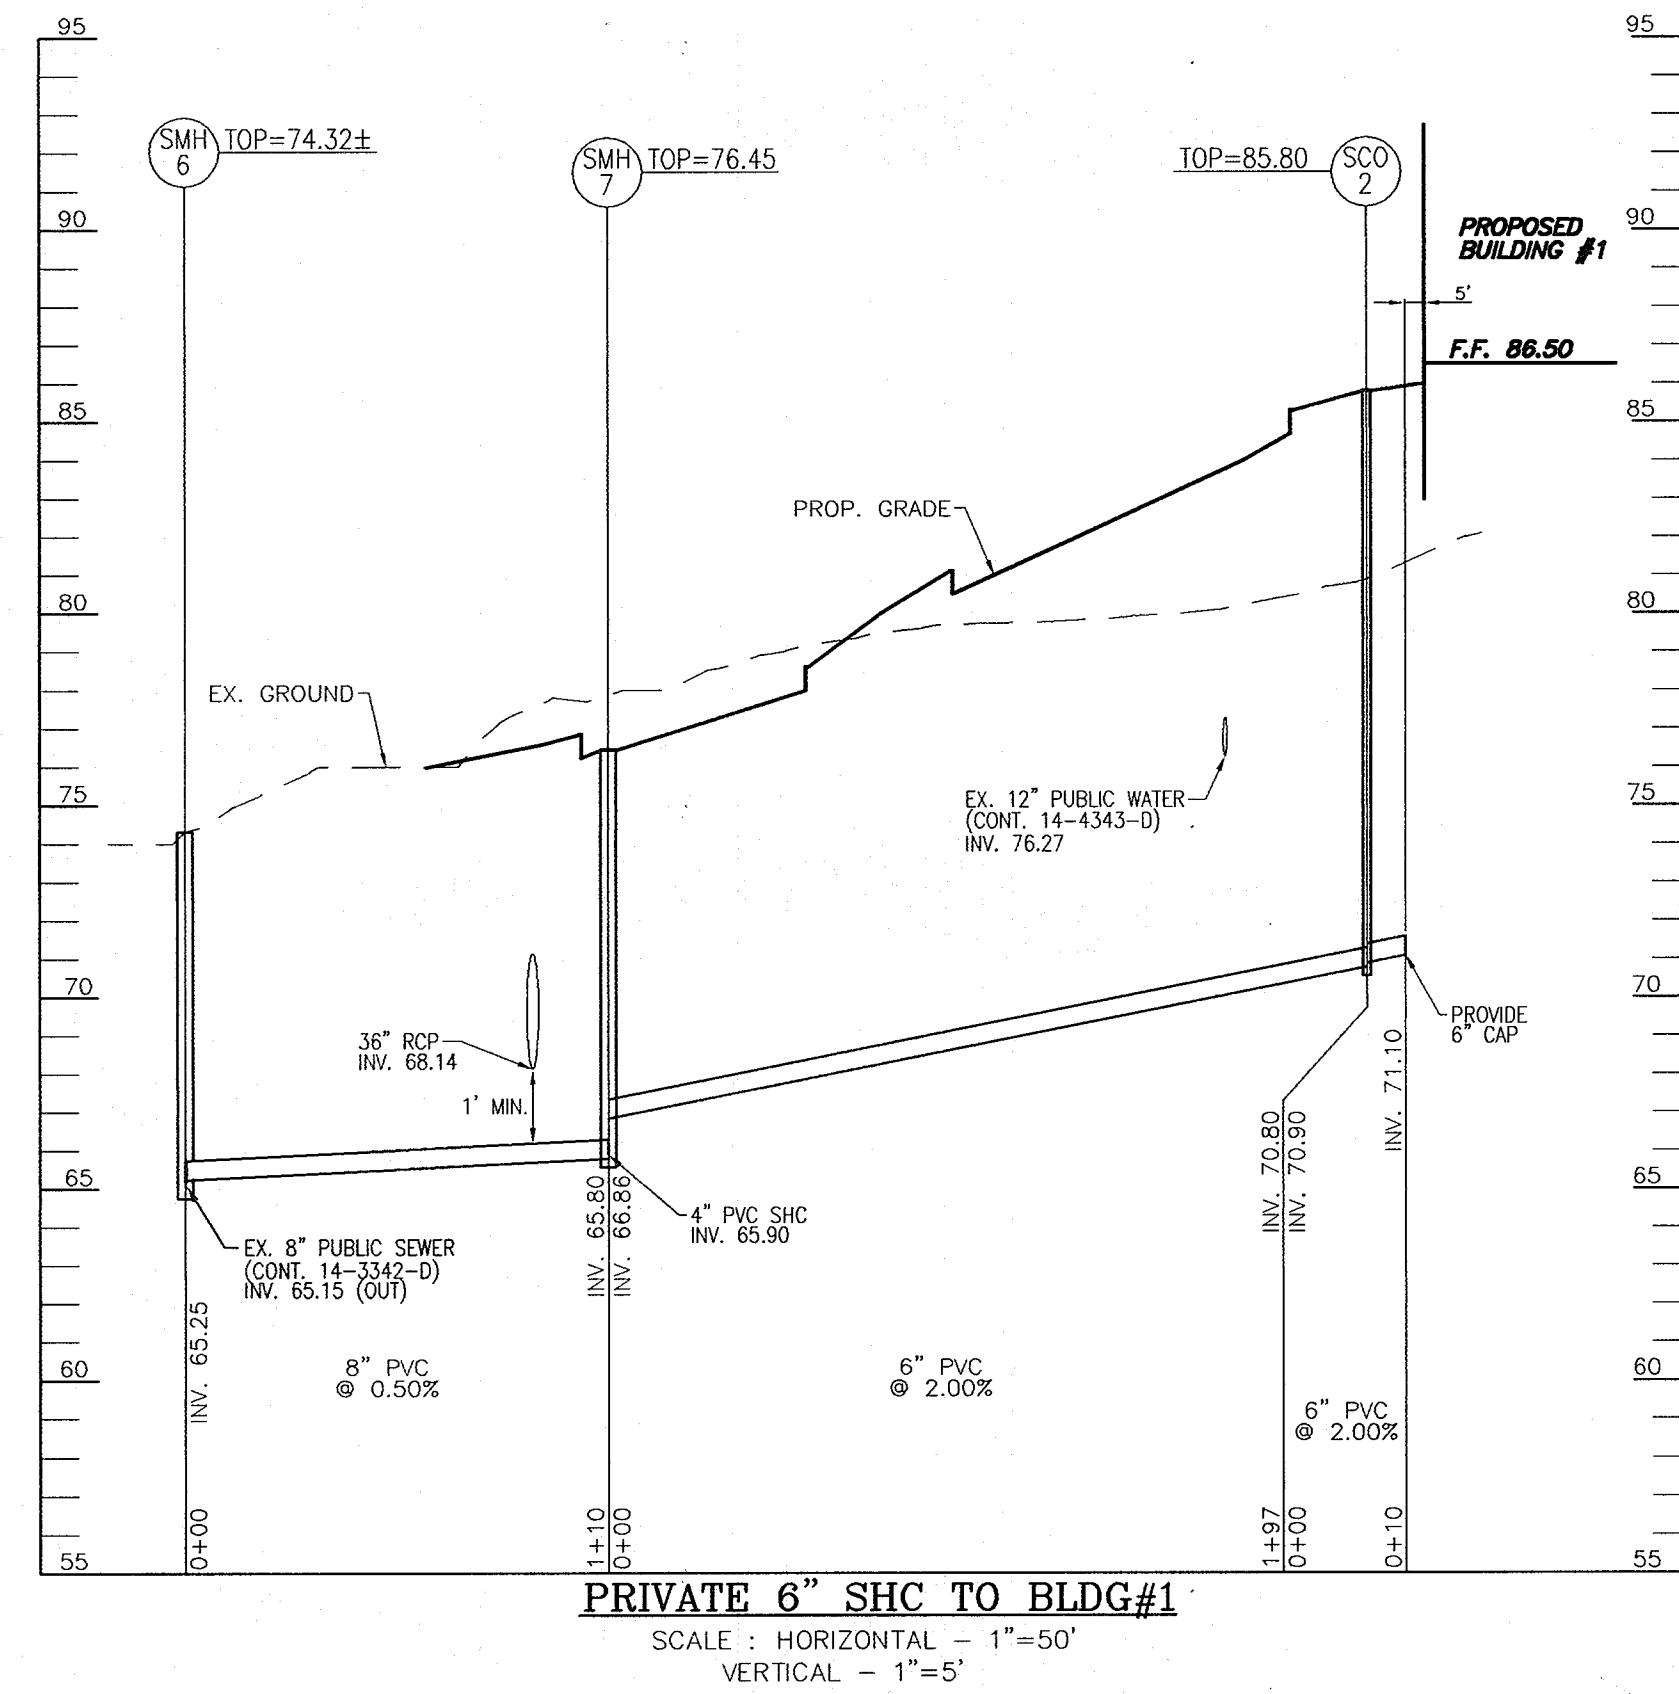 95
95
SMH
6
TOP=74.32±
SMH
7
TOP=76.45
TOP=85.80
SCO
2
90
90
PROPOSED
BUILDING #1
5'
F.F. 86.50
85
85
PROP. GRADE
80
80
EX. GROUND
75
75
EX. 12" PUBLIC WATER
(CONT. 14-4343-D)
INV. 76.27
70
70
36" RCP
INV. 68.14
1' MIN.
PROVIDE
6" CAP
INV. 71.10
INV. 70.80
INV. 70.90
65
65
INV. 65.80
INV. 66.86
4" PVC SHC
INV. 65.90
EX. 8" PUBLIC SEWER
(CONT. 14-3342-D)
INV. 65.15 (OUT)
INV. 65.25
60
60
8" PVC
@ 0.50%
6" PVC
@ 2.00%
6" PVC
@ 2.00%
0+00
1+10
0+00
1+97
0+00
0+10
55
55
PRIVATE 6" SHC TO BLDG#1
SCALE : HORIZONTAL - 1"=50'
VERTICAL - 1"=5'